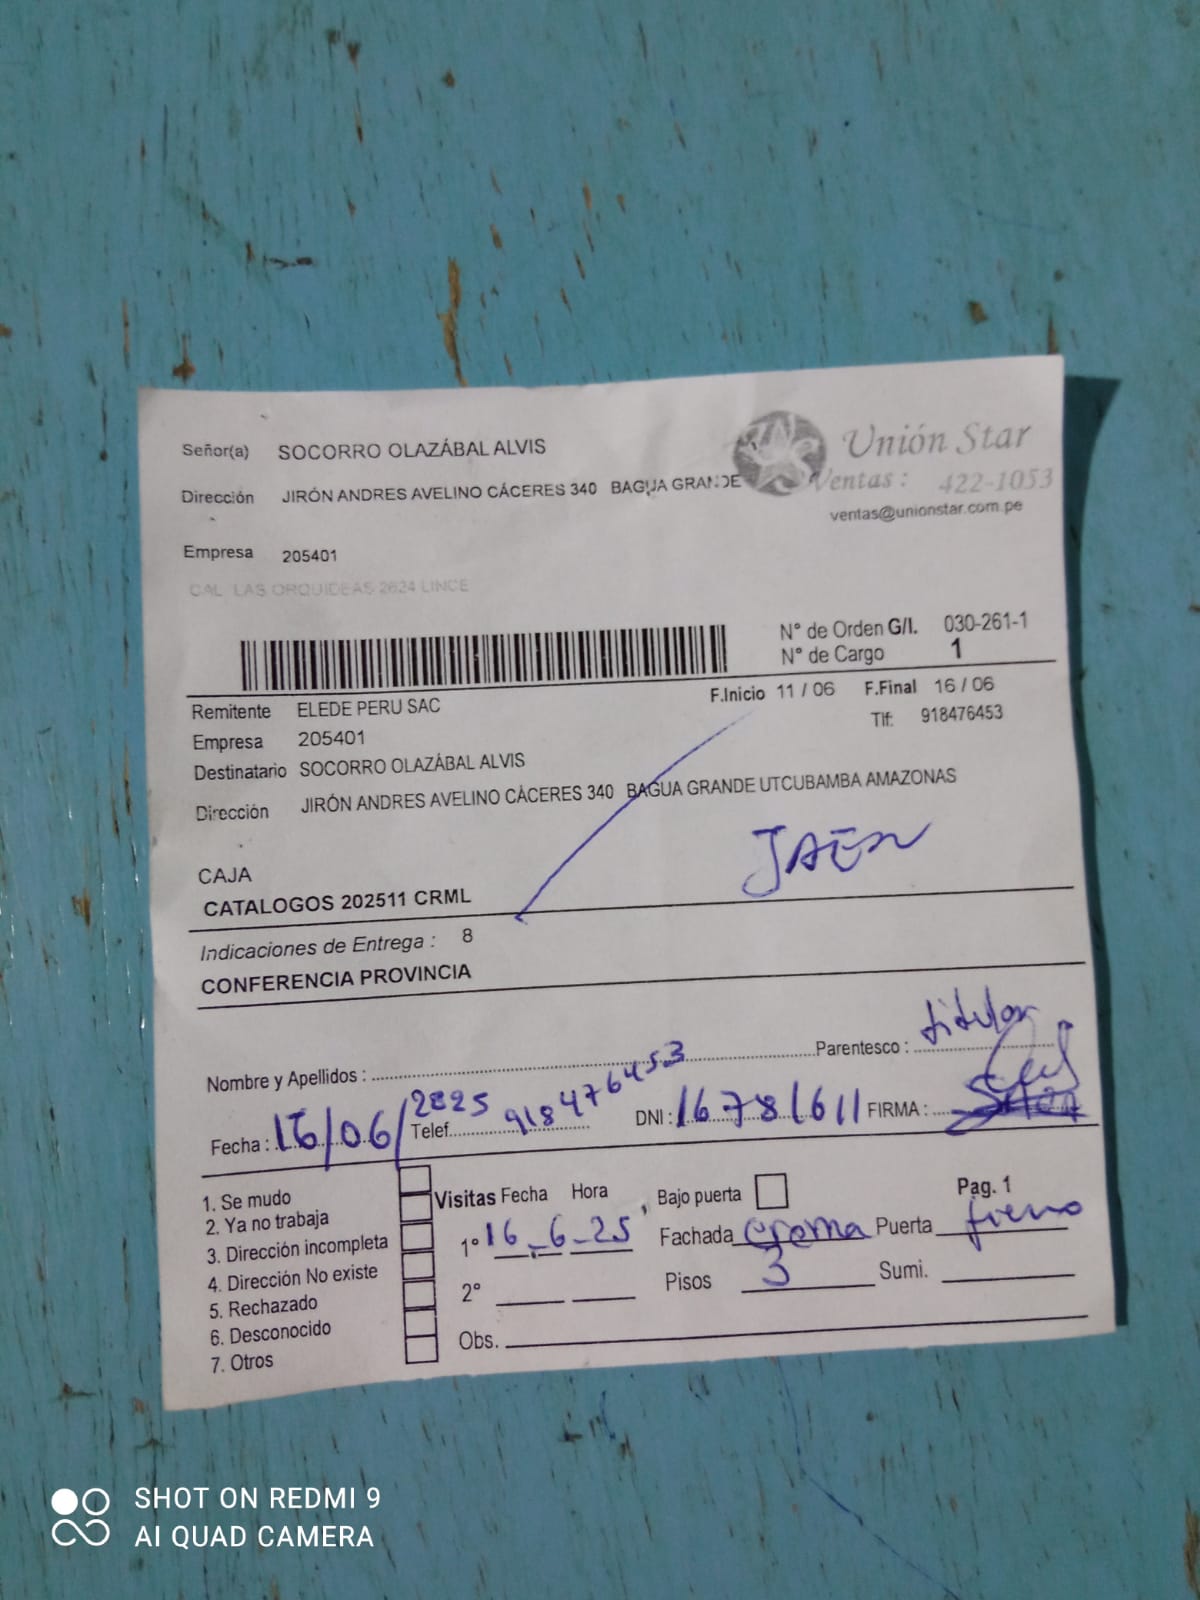 Señor(a) SOCORRO OLAZÁBAL ALVIS
Unión Star
Dirección JIRÓN ANDRES AVELINO CÁCERES 340 BAGUA GRANDE
Ventas : 422-1053
ventas@unionstar.com.pe
Empresa 205401
CAL LAS ORQUIDEAS 2624 LINCE
N° de Orden G/I. 030-261-1
N° de Cargo 1
F.Inicio 11 / 06 F.Final 16 / 06
Remitente ELEDE PERU SAC
Tlf: 918476453
Empresa 205401
Destinatario SOCORRO OLAZÁBAL ALVIS
Dirección JIRÓN ANDRES AVELINO CÁCERES 340 BAGUA GRANDE UTCUBAMBA AMAZONAS
JAEN
CAJA
CATALOGOS 202511 CRML
Indicaciones de Entrega : 8
CONFERENCIA PROVINCIA
Nombre y Apellidos : Parentesco : titular
Fecha : 16/06/2025 Telef. 918476453 DNI : 16781611 FIRMA :
1. Se mudo
2. Ya no trabaja
3. Dirección incompleta
4. Dirección No existe
5. Rechazado
6. Desconocido
7. Otros
Visitas Fecha Hora Bajo puerta Pag. 1
1° 16-6-25 Fachada crema Puerta fierro
2° Pisos 3 Sumi.
Obs.
SHOT ON REDMI 9
AI QUAD CAMERA